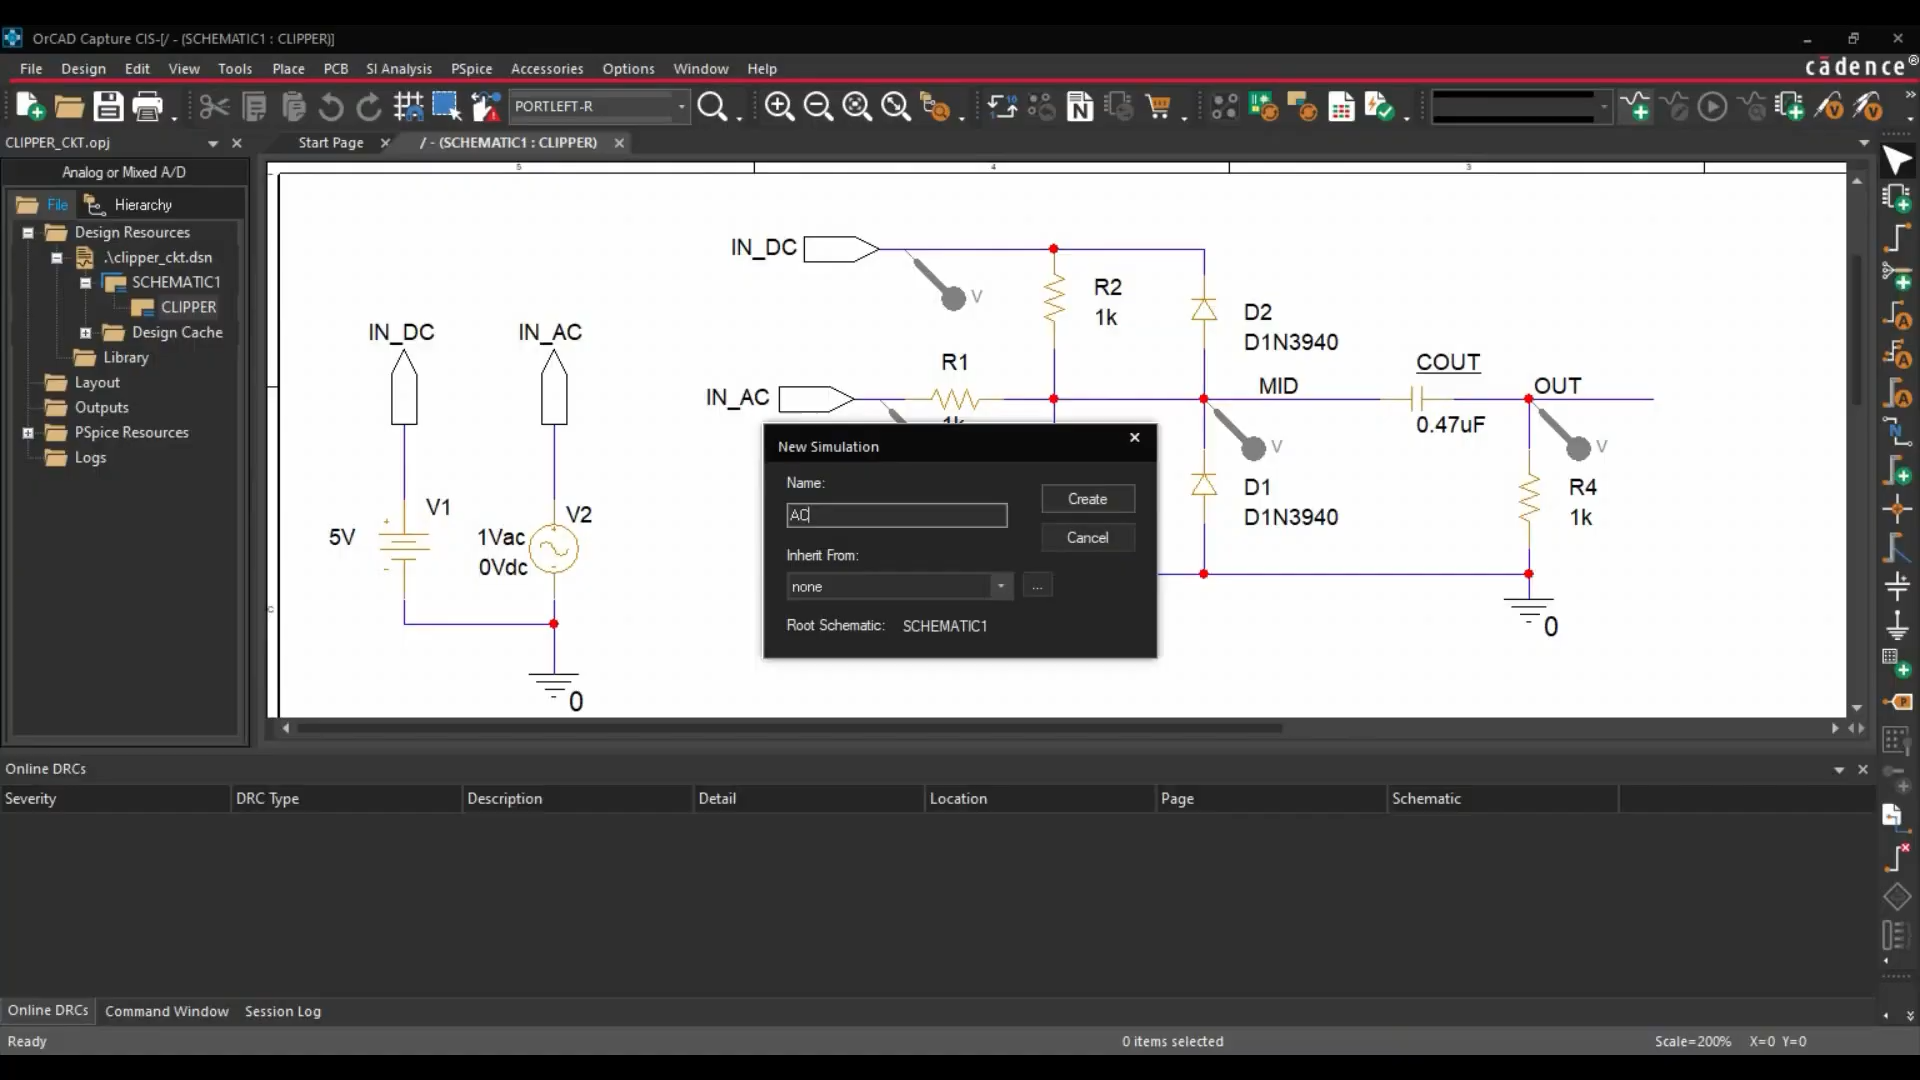 OrCAD Capture CIS-[/ - (SCHEMATIC1 : CLIPPER)]
File Design Edit View Tools Place PCB SI Analysis PSpice Accessories Options Window Help
cādence®
PORTLEFT-R
CLIPPER_CKT.opj
Start Page
/ - (SCHEMATIC1 : CLIPPER)
Analog or Mixed A/D
File
Hierarchy
Design Resources
.\clipper_ckt.dsn
SCHEMATIC1
CLIPPER
Design Cache
Library
Layout
Outputs
PSpice Resources
Logs
5
4
3
C
IN_DC
IN_AC
V1
5V
V2
1Vac
0Vdc
0
IN_DC
V
R2
1k
D2
D1N3940
R1
1k
IN_AC
MID
V
COUT
0.47uF
OUT
V
D1
D1N3940
R4
1k
0
New Simulation
Name:
AC
Create
Cancel
Inherit From:
none
...
Root Schematic: SCHEMATIC1
Online DRCs
Severity DRC Type Description Detail Location Page Schematic
Online DRCs Command Window Session Log
Ready
0 items selected
Scale=200% X=0 Y=0